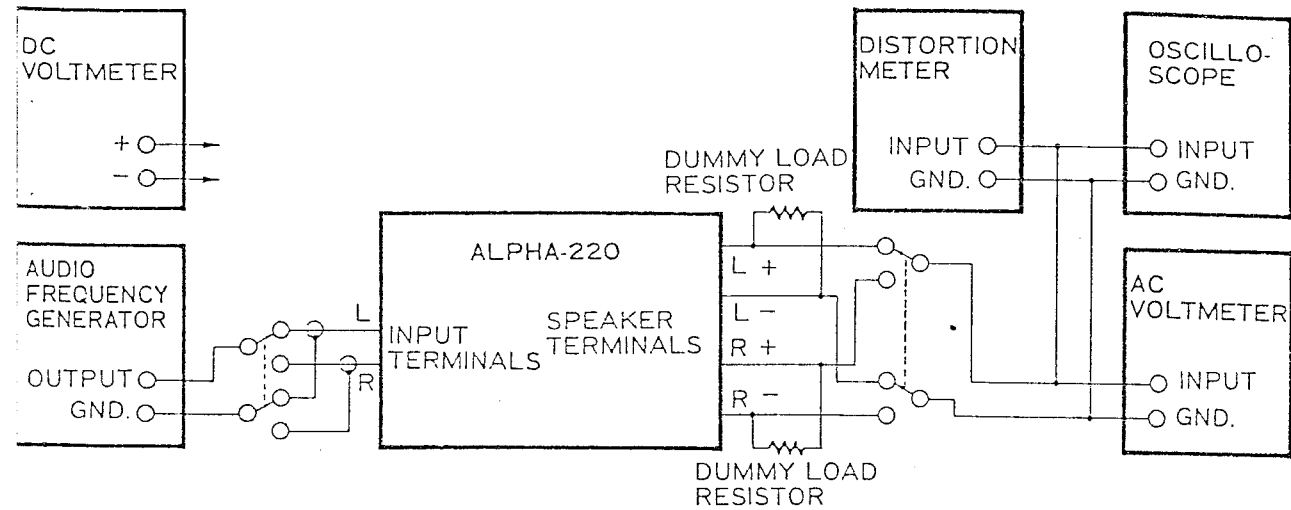 DC
VOLTMETER
+
-
AUDIO
FREQUENCY
GENERATOR
OUTPUT
GND.
L
R
ALPHA-220
INPUT
TERMINALS
SPEAKER
TERMINALS
L +
L -
R +
R -
DUMMY LOAD
RESISTOR
DUMMY LOAD
RESISTOR
DISTORTION
METER
INPUT
GND.
OSCILLO-
SCOPE
INPUT
GND.
AC
VOLTMETER
INPUT
GND.